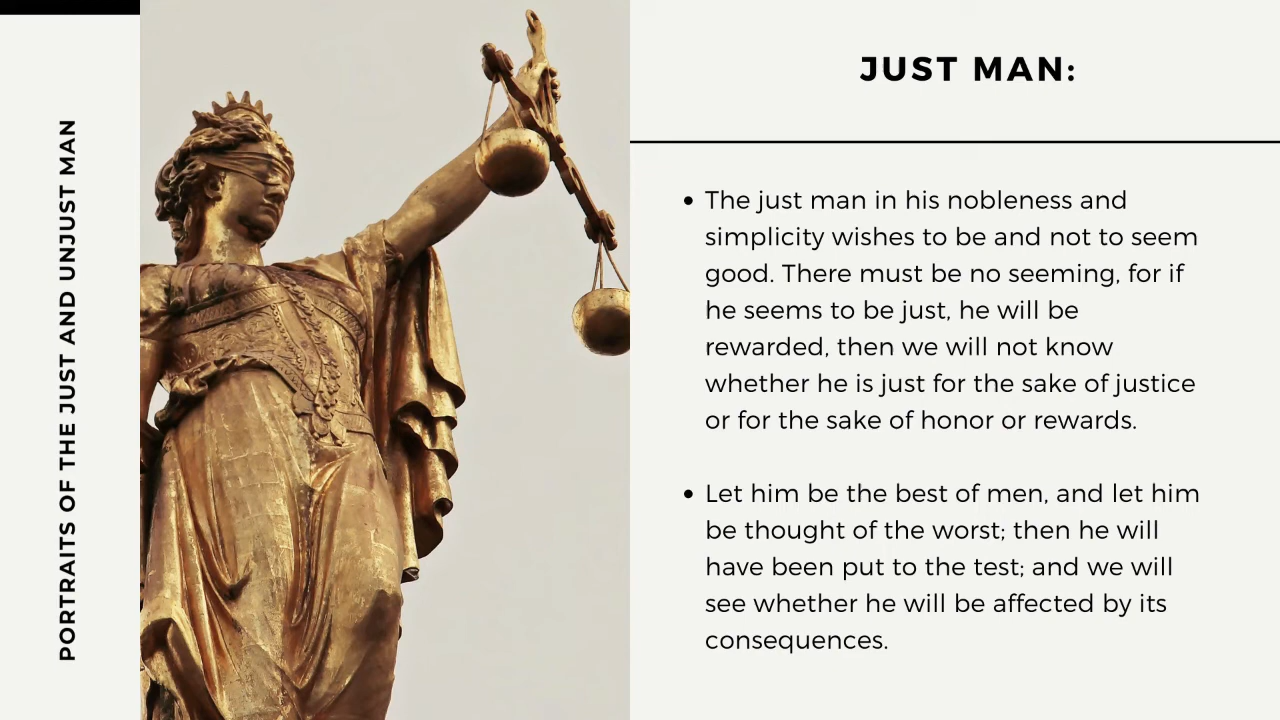 PORTRAITS OF THE JUST AND UNJUST MAN
JUST MAN:
• The just man in his nobleness and
simplicity wishes to be and not to seem
good. There must be no seeming, for if
he seems to be just, he will be
rewarded, then we will not know
whether he is just for the sake of justice
or for the sake of honor or rewards.
• Let him be the best of men, and let him
be thought of the worst; then he will
have been put to the test; and we will
see whether he will be affected by its
consequences.